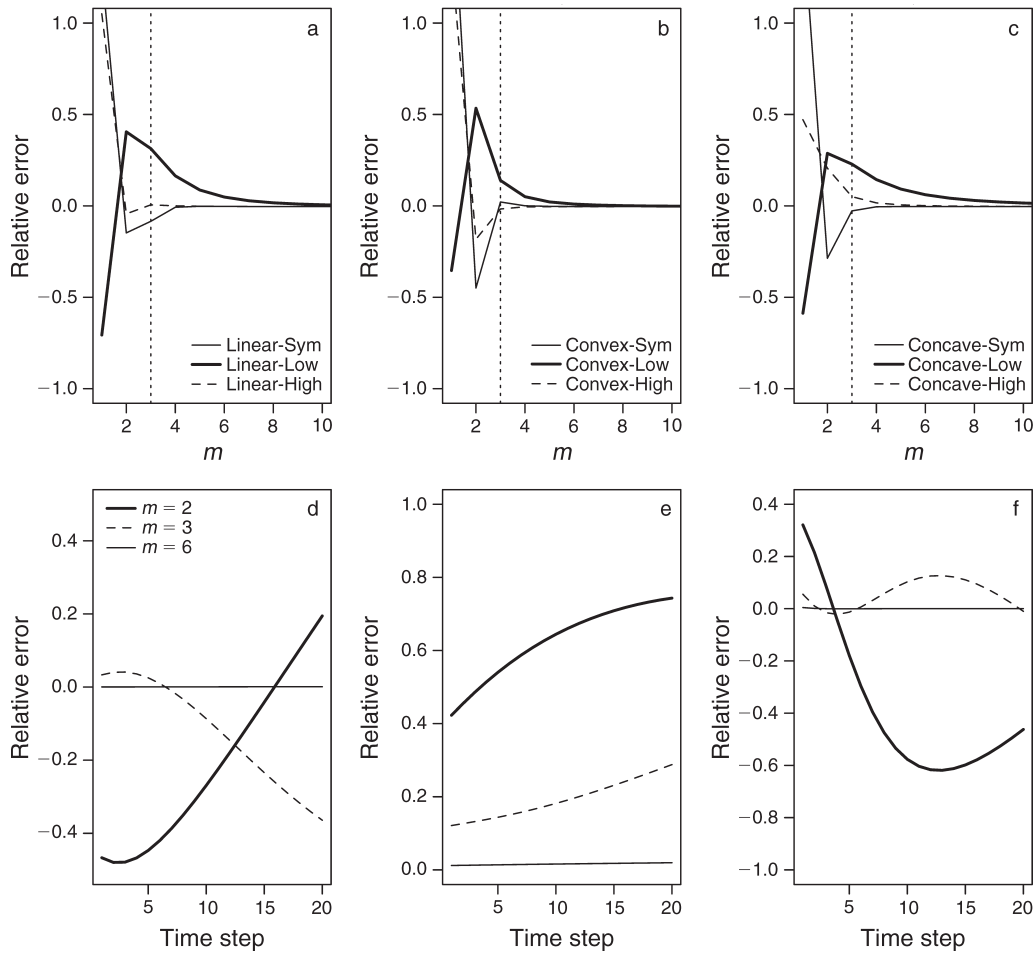 a
1.0
0.5
0.0
−0.5
−1.0
Relative error
Linear-Sym
Linear-Low
Linear-High
2 4 6 8 10
m
b
1.0
0.5
0.0
−0.5
−1.0
Relative error
Convex-Sym
Convex-Low
Convex-High
2 4 6 8 10
m
c
1.0
0.5
0.0
−0.5
−1.0
Relative error
Concave-Sym
Concave-Low
Concave-High
2 4 6 8 10
m
d
m = 2
m = 3
m = 6
0.4
0.2
0.0
−0.2
−0.4
Relative error
5 10 15 20
Time step
e
1.0
0.8
0.6
0.4
0.2
0.0
Relative error
5 10 15 20
Time step
f
0.4
0.2
0.0
−0.2
−0.4
−0.6
−0.8
−1.0
Relative error
5 10 15 20
Time step